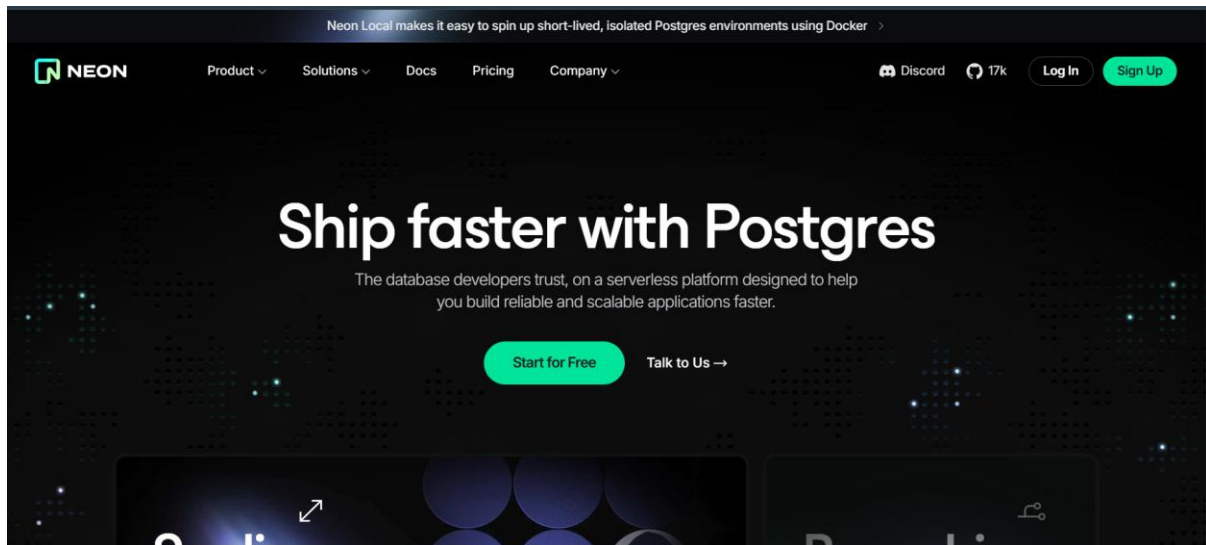 Neon Local makes it easy to spin up short-lived, isolated Postgres environments using Docker
NEON
Product
Solutions
Docs
Pricing
Company
Discord
17k
Log In
Sign Up
Ship faster with Postgres
The database developers trust, on a serverless platform designed to help
you build reliable and scalable applications faster.
Start for Free
Talk to Us →